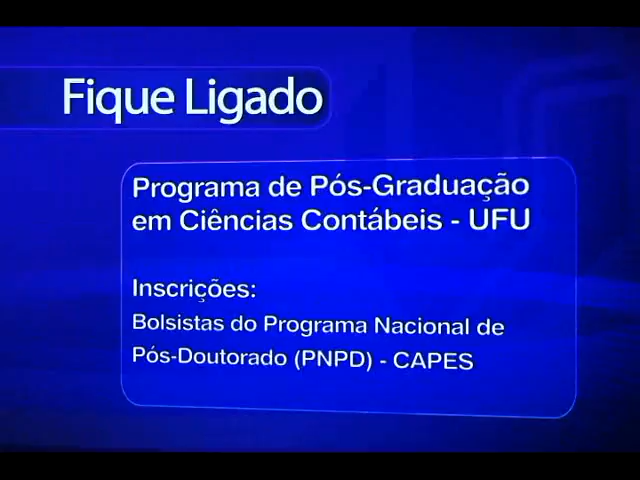 Fique Ligado
Programa de Pós-Graduação
em Ciências Contábeis - UFU
Inscrições:
Bolsistas do Programa Nacional de
Pós-Doutorado (PNPD) - CAPES